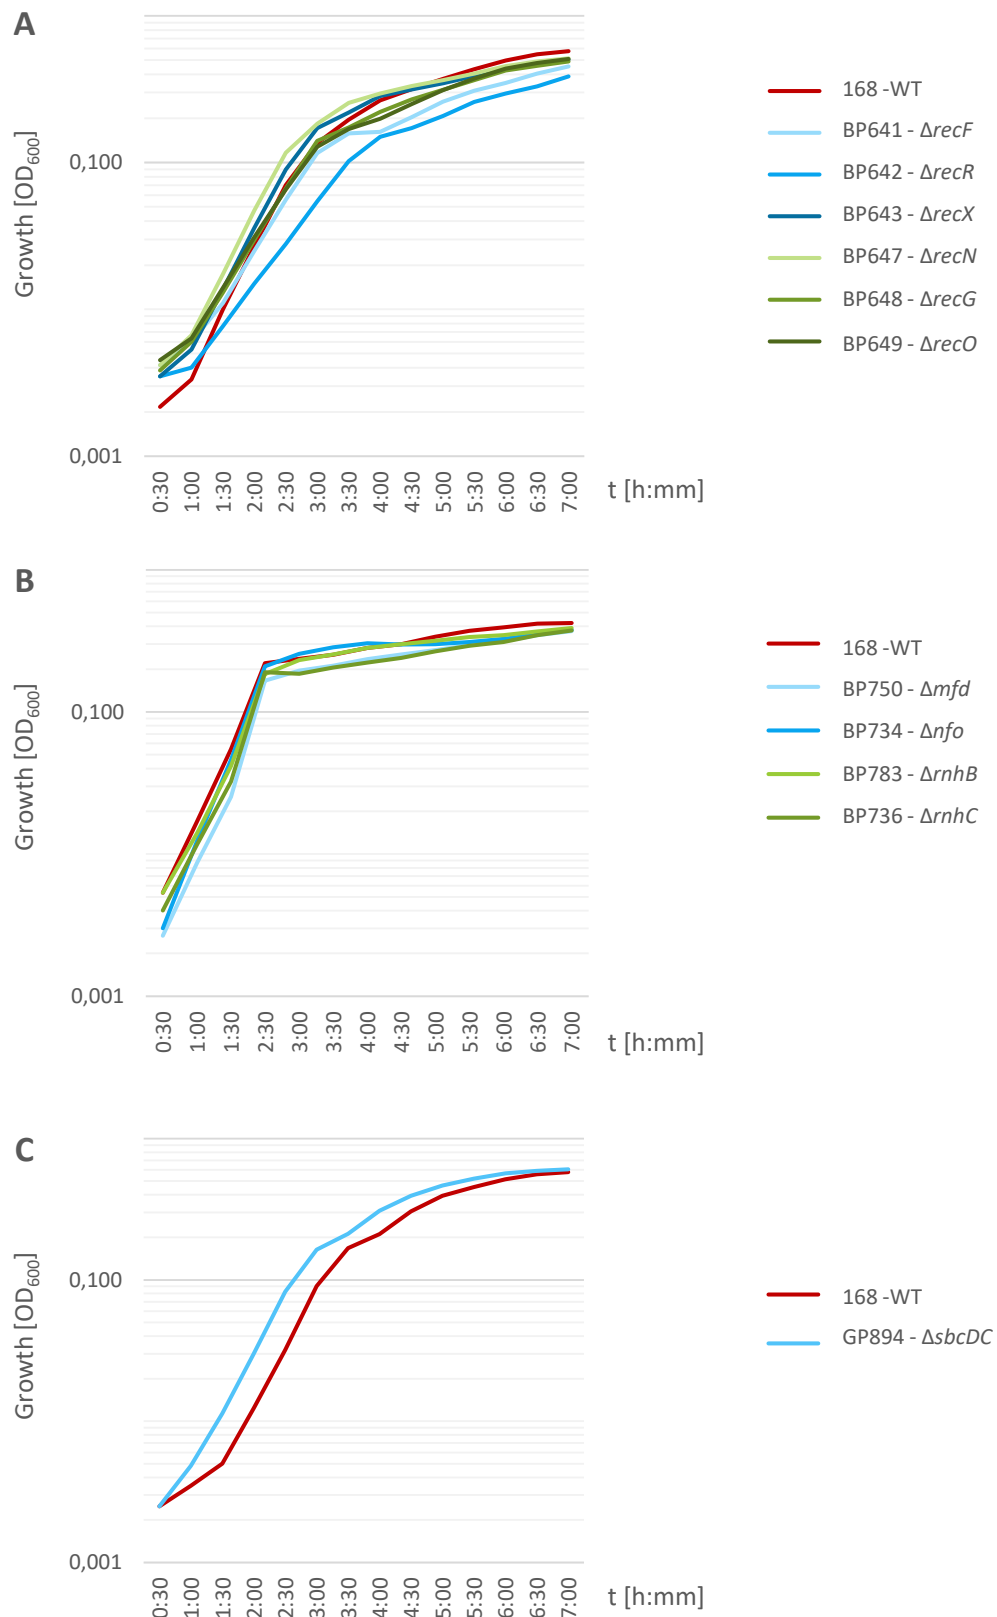 A
Growth [OD600]
0,100
0,001
0:30 1:00 1:30 2:00 2:30 3:00 3:30 4:00 4:30 5:00 5:30 6:00 6:30 7:00
t [h:mm]
168 -WT
BP641 - ΔrecF
BP642 - ΔrecR
BP643 - ΔrecX
BP647 - ΔrecN
BP648 - ΔrecG
BP649 - ΔrecO
B
Growth [OD600]
0,100
0,001
0:30 1:00 1:30 2:30 3:00 3:30 4:00 4:30 5:00 5:30 6:00 6:30 7:00
t [h:mm]
168 -WT
BP750 - Δmfd
BP734 - Δnfo
BP783 - ΔrnhB
BP736 - ΔrnhC
C
Growth [OD600]
0,100
0,001
0:30 1:00 1:30 2:00 2:30 3:00 3:30 4:00 4:30 5:00 5:30 6:00 6:30 7:00
t [h:mm]
168 -WT
GP894 - ΔsbcDC